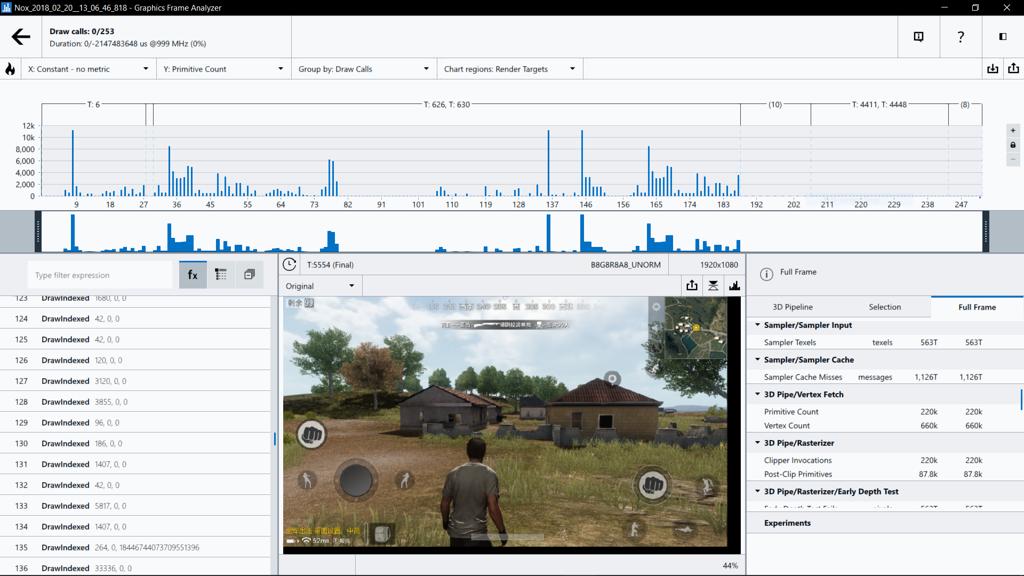 Nox_2018_02_20__13_06_46_818 - Graphics Frame Analyzer
Draw calls: 0/253
Duration: 0/-2147483648 us @999 MHz (0%)
X: Constant - no metric
Y: Primitive Count
Group by: Draw Calls
Chart regions: Render Targets
T: 6
T: 626, T: 630
(10)
T: 4411, T: 4448
(8)
12k
10k
8,000
6,000
4,000
2,000
0
9 18 27 34 55 64 73 82 91 101 110 119 128 137 146 156 165 174 183 192 202 211 220 229 238 247
Type filter expression
fx
123 DrawIndexed 1680, 0, 0
124 DrawIndexed 42, 0, 0
125 DrawIndexed 42, 0, 0
126 DrawIndexed 120, 0, 0
127 DrawIndexed 3120, 0, 0
128 DrawIndexed 3855, 0, 0
129 DrawIndexed 96, 0, 0
130 DrawIndexed 186, 0, 0
131 DrawIndexed 1407, 0, 0
132 DrawIndexed 42, 0, 0
133 DrawIndexed 5817, 0, 0
134 DrawIndexed 1407, 0, 0
135 DrawIndexed 264, 0, 18446744073709551396
136 DrawIndexed 33336, 0, 0
T:5554 (Final)
B8G8R8A8_UNORM
1920x1080
Original
52ms
44%
Full Frame
3D Pipeline
Selection
Full Frame
Sampler/Sampler Input
Sampler Texels texels 563T 563T
Sampler/Sampler Cache
Sampler Cache Misses messages 1,126T 1,126T
3D Pipe/Vertex Fetch
Primitive Count 220k 220k
Vertex Count 660k 660k
3D Pipe/Rasterizer
Clipper Invocations 220k 220k
Post-Clip Primitives 87.8k 87.8k
3D Pipe/Rasterizer/Early Depth Test
Experiments